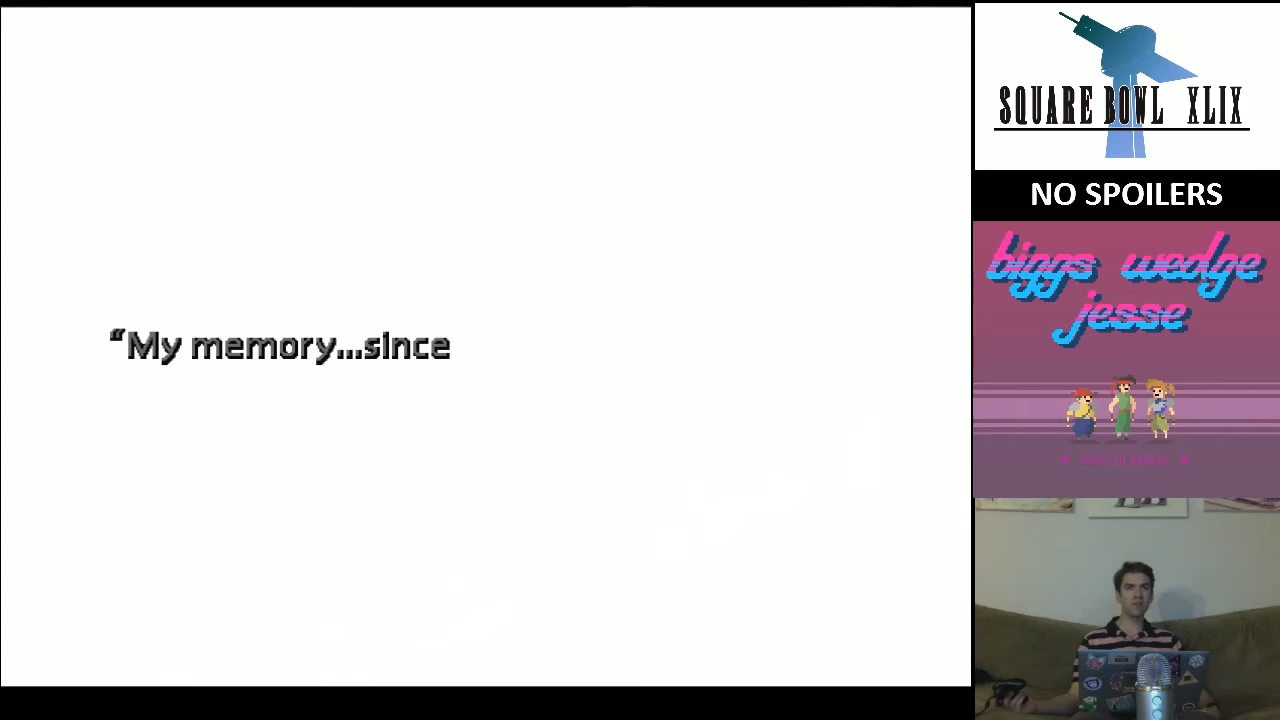 “My memory...since
SQUARE BOWL XLIX
NO SPOILERS
biggs wedge
jesse